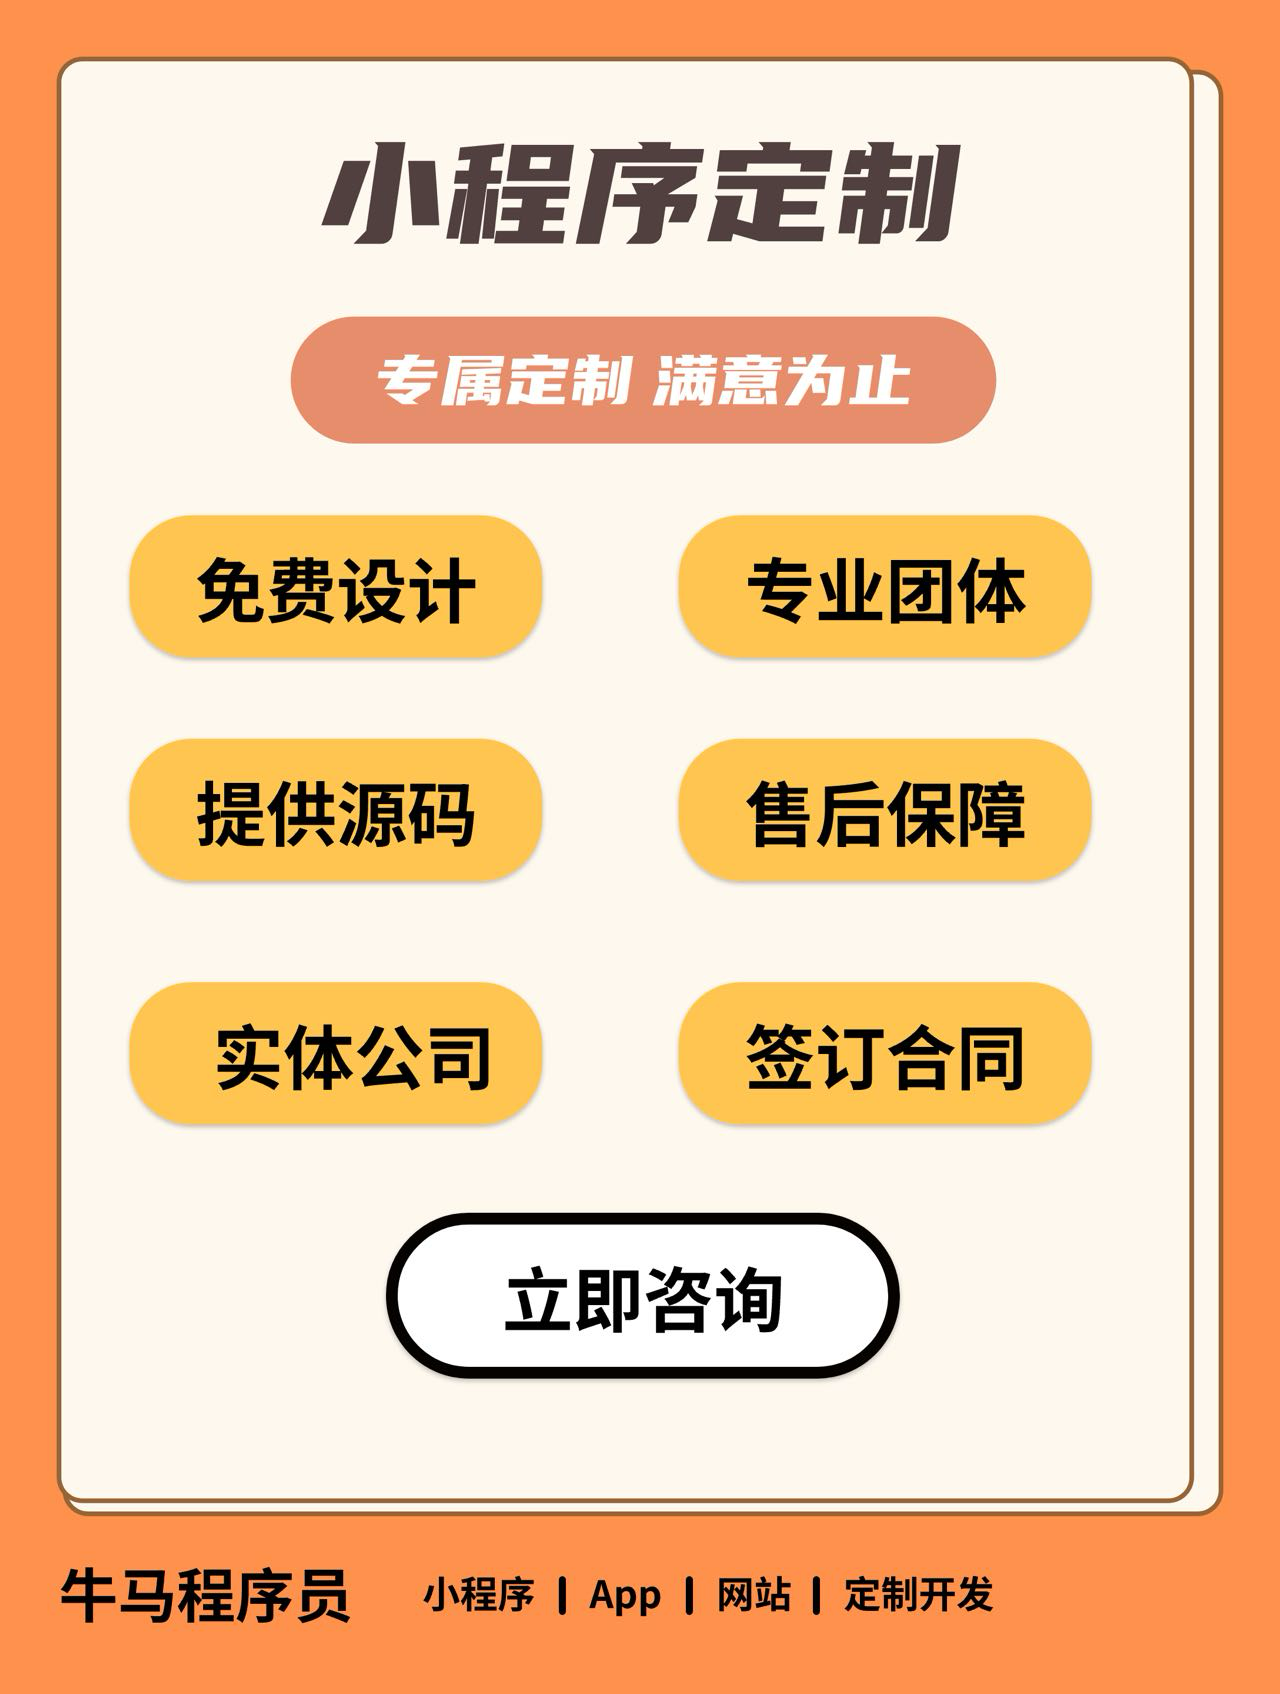 小程序定制
专属定制 满意为止
免费设计
专业团体
提供源码
售后保障
实体公司
签订合同
立即咨询
牛马程序员 小程序 | App | 网站 | 定制开发